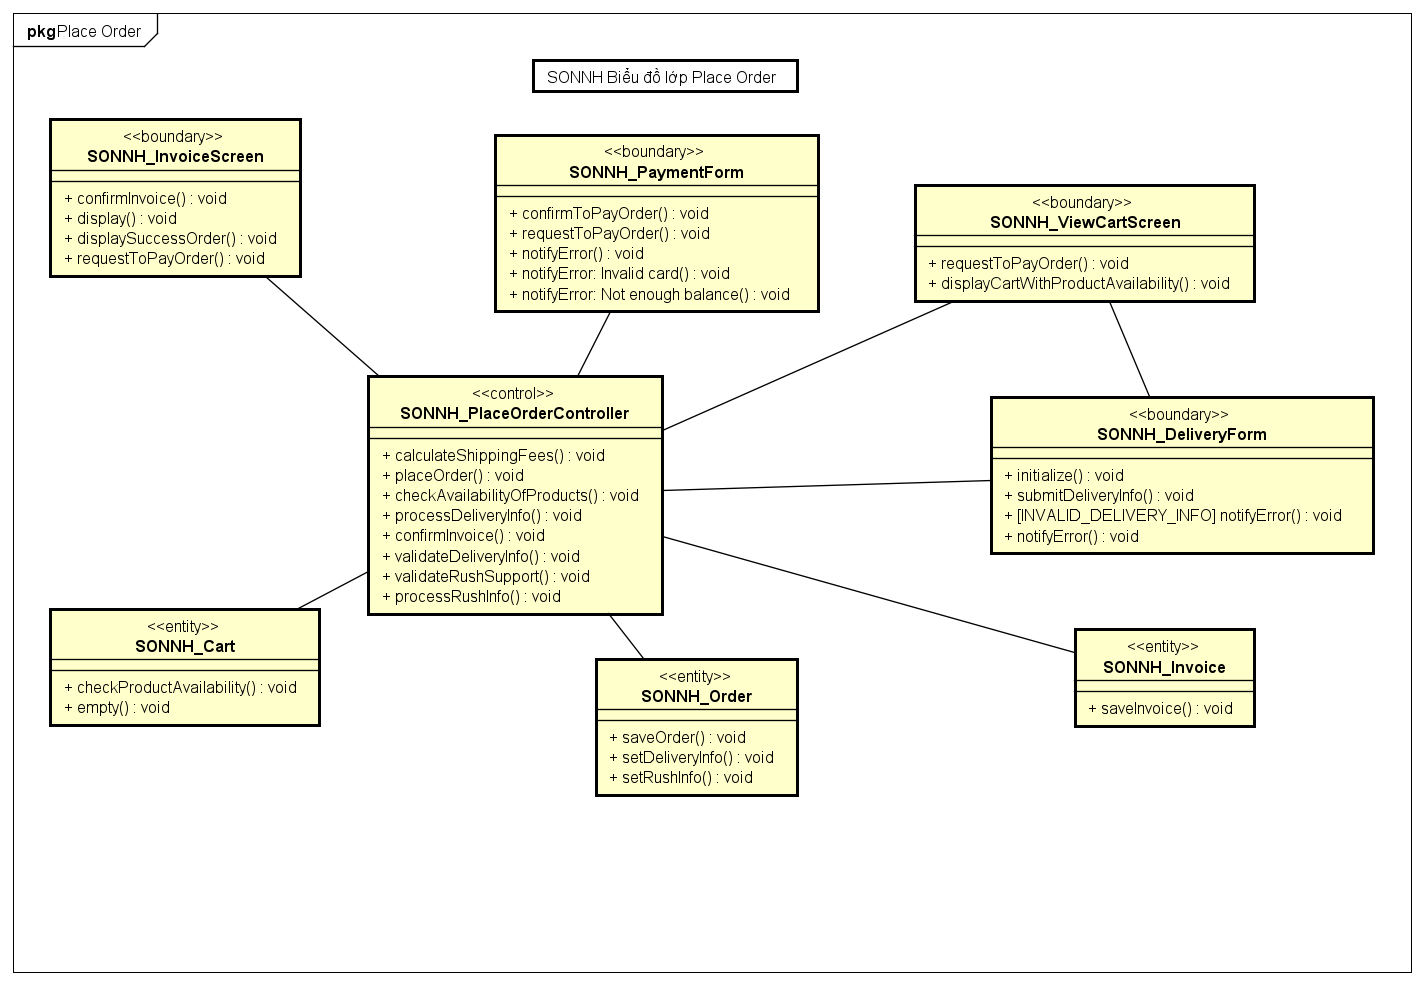 pkg Place Order
SONNH Biểu đồ lớp Place Order
<<boundary>>
SONNH_InvoiceScreen
+ confirmInvoice() : void
+ display() : void
+ displaySuccessOrder() : void
+ requestToPayOrder() : void
<<boundary>>
SONNH_PaymentForm
+ confirmToPayOrder() : void
+ requestToPayOrder() : void
+ notifyError() : void
+ notifyError: Invalid card() : void
+ notifyError: Not enough balance() : void
<<boundary>>
SONNH_ViewCartScreen
+ requestToPayOrder() : void
+ displayCartWithProductAvailability() : void
<<control>>
SONNH_PlaceOrderController
+ calculateShippingFees() : void
+ placeOrder() : void
+ checkAvailabilityOfProducts() : void
+ processDeliveryInfo() : void
+ confirmInvoice() : void
+ validateDeliveryInfo() : void
+ validateRushSupport() : void
+ processRushInfo() : void
<<boundary>>
SONNH_DeliveryForm
+ initialize() : void
+ submitDeliveryInfo() : void
+ [INVALID_DELIVERY_INFO] notifyError() : void
+ notifyError() : void
<<entity>>
SONNH_Cart
+ checkProductAvailability() : void
+ empty() : void
<<entity>>
SONNH_Order
+ saveOrder() : void
+ setDeliveryInfo() : void
+ setRushInfo() : void
<<entity>>
SONNH_Invoice
+ saveInvoice() : void